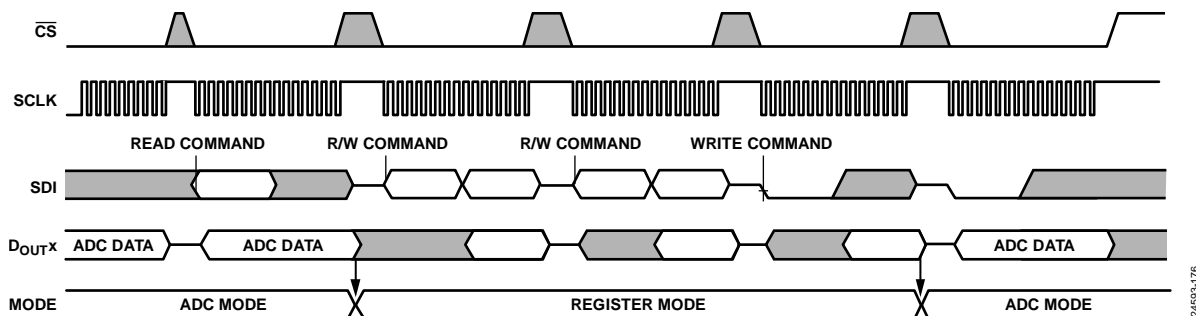 CS
SCLK
READ COMMAND R/W COMMAND R/W COMMAND WRITE COMMAND
SDI
DOUTx ADC DATA ADC DATA ADC DATA
MODE ADC MODE REGISTER MODE ADC MODE
24593-176